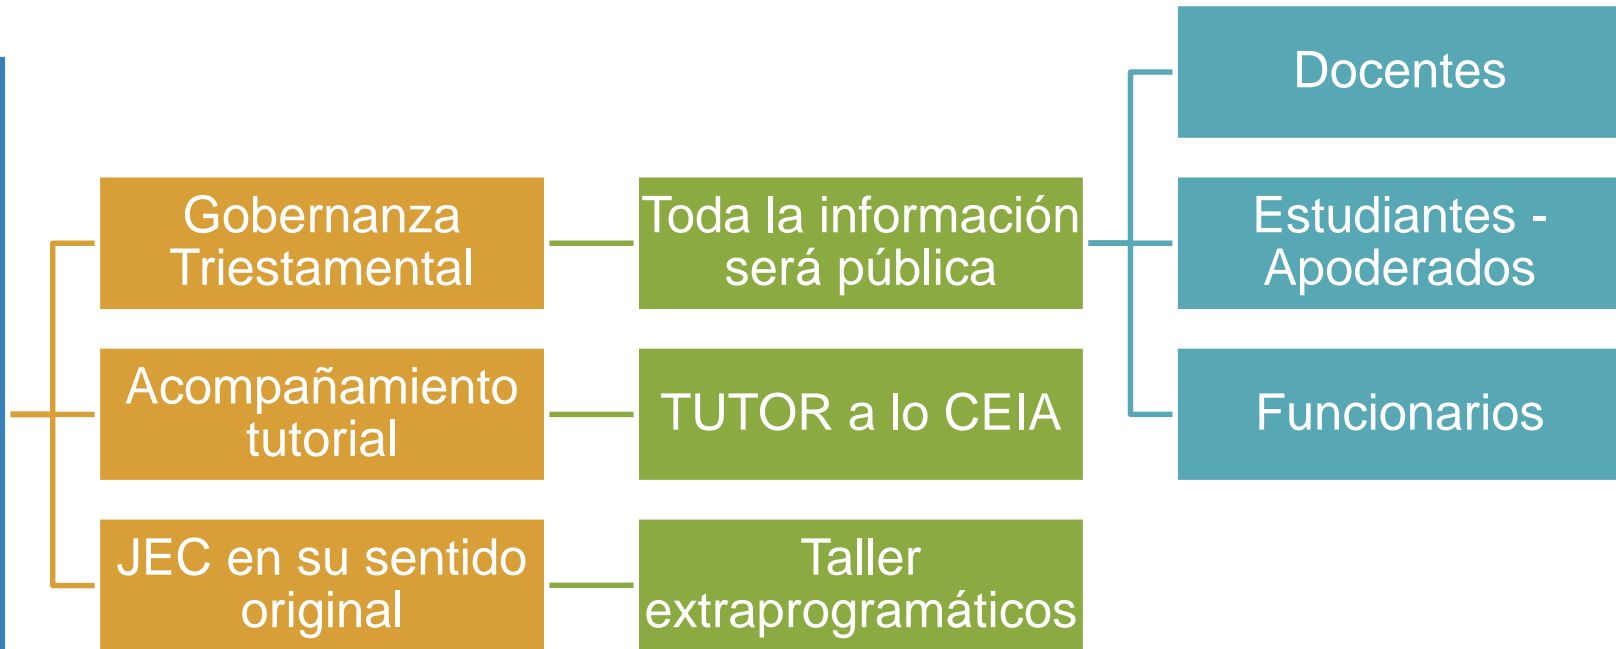 Docentes
Gobernanza
Triestamental
Toda la información
será pública
Estudiantes -
Apoderados
Acompañamiento
tutorial
TUTOR a lo CEIA
Funcionarios
JEC en su sentido
original
Taller
extraprogramáticos